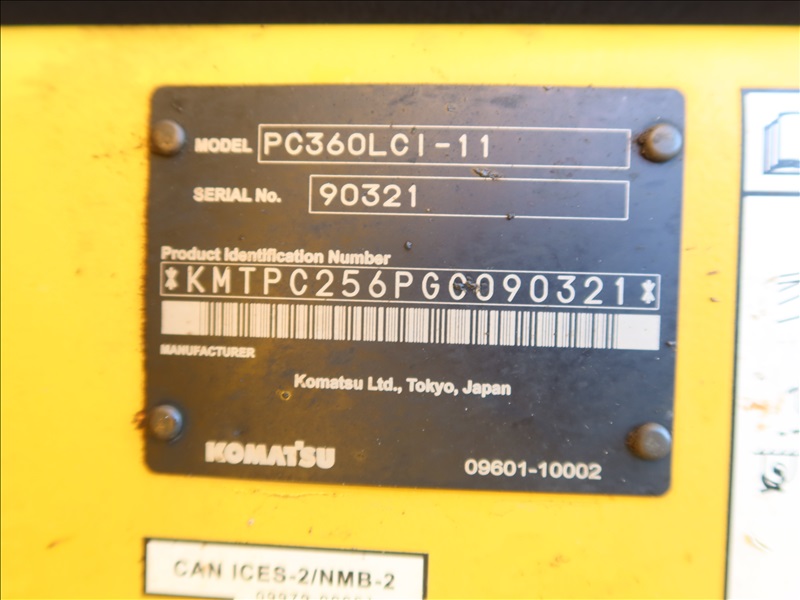 MODEL PC360LCI-11
SERIAL No. 90321
Product Identification Number
*KMTPC256PGC090321*
MANUFACTURER
Komatsu Ltd., Tokyo, Japan
KOMATSU
09601-10002
CAN ICES-2/NMB-2